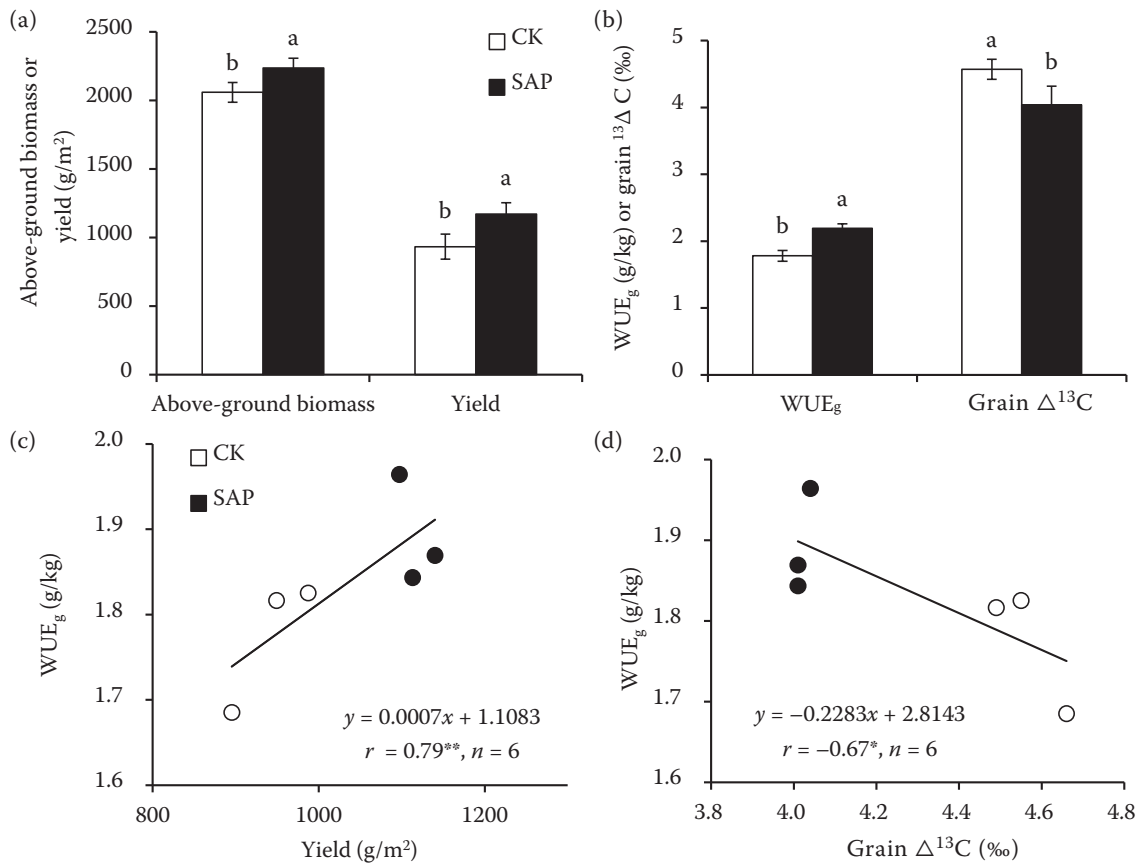 (a)
Above-ground biomass or
yield (g/m²)
2500
2000
1500
1000
500
0
b
a
b
a
CK
SAP
Above-ground biomass
Yield
(b)
WUEg (g/kg) or grain ¹³Δ C (‰)
5
4
3
2
1
0
b
a
a
b
WUEg
Grain △¹³C
(c)
WUEg (g/kg)
2.0
1.9
1.8
1.7
1.6
CK
SAP
y = 0.0007x + 1.1083
r = 0.79**, n = 6
800
1000
1200
Yield (g/m²)
(d)
WUEg (g/kg)
2.0
1.9
1.8
1.7
1.6
y = −0.2283x + 2.8143
r = −0.67*, n = 6
3.8
4.0
4.2
4.4
4.6
4.8
Grain △¹³C (‰)